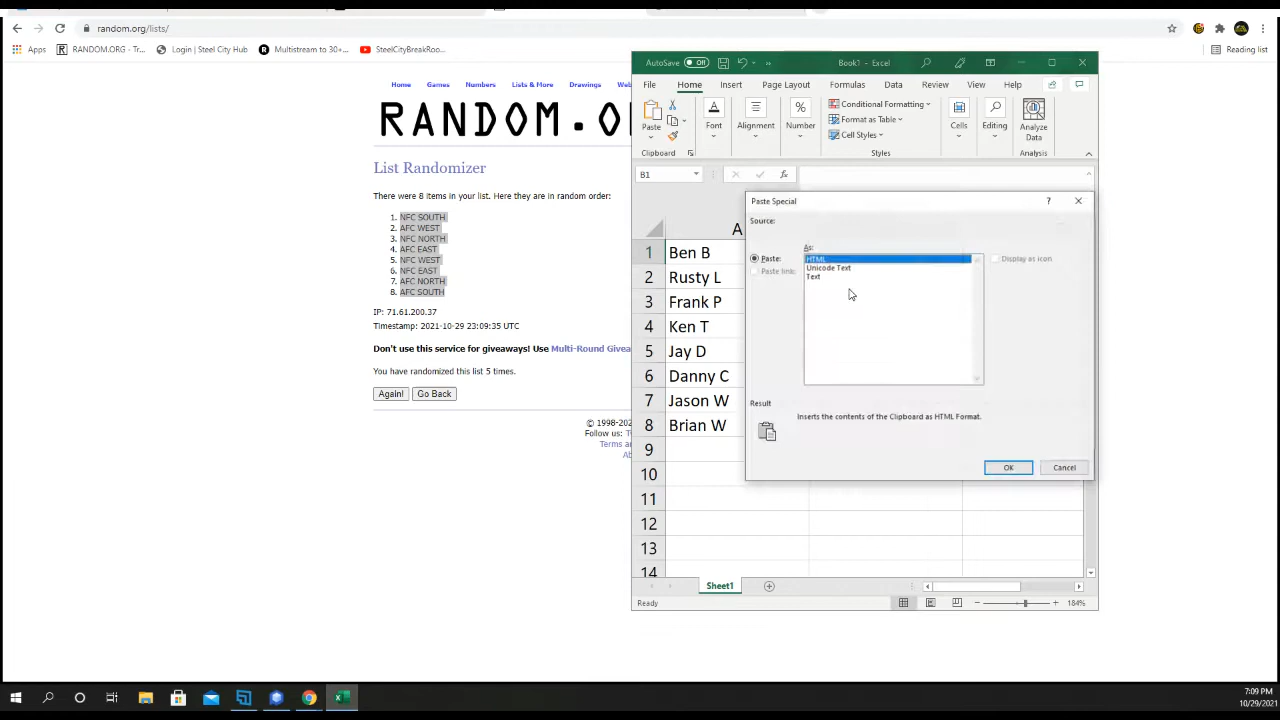 random.org/lists/
Apps
RANDOM.ORG - Tr...
Login | Steel City Hub
Multistream to 30+...
SteelCityBreakRoo...
Reading list
Home
Games
Numbers
Lists & More
Drawings
RANDOM.O
List Randomizer
There were 8 items in your list. Here they are in random order:
1. NFC SOUTH
2. AFC WEST
3. NFC NORTH
4. AFC EAST
5. NFC WEST
6. NFC EAST
7. AFC NORTH
8. AFC SOUTH
IP: 71.61.200.37
Timestamp: 2021-10-29 23:09:35 UTC
Don't use this service for giveaways! Use Multi-Round Givea
You have randomized this list 5 times.
Again!
Go Back
© 1998-202
Follow us:
Terms a
AutoSave
Off
Book1 - Excel
File
Home
Insert
Page Layout
Formulas
Data
Review
View
Help
Paste
Clipboard
Font
Alignment
%
Number
Conditional Formatting
Format as Table
Cell Styles
Styles
Cells
Editing
Analyze
Data
Analysis
B1
fx
A
1 Ben B
2 Rusty L
3 Frank P
4 Ken T
5 Jay D
6 Danny C
7 Jason W
8 Brian W
9
10
11
12
13
14
Paste Special
?
Source:
As:
Paste:
Paste link:
HTML
Unicode Text
Text
Display as icon
Result
Inserts the contents of the Clipboard as HTML Format.
OK
Cancel
Sheet1
Ready
184%
7:09 PM
10/29/2021